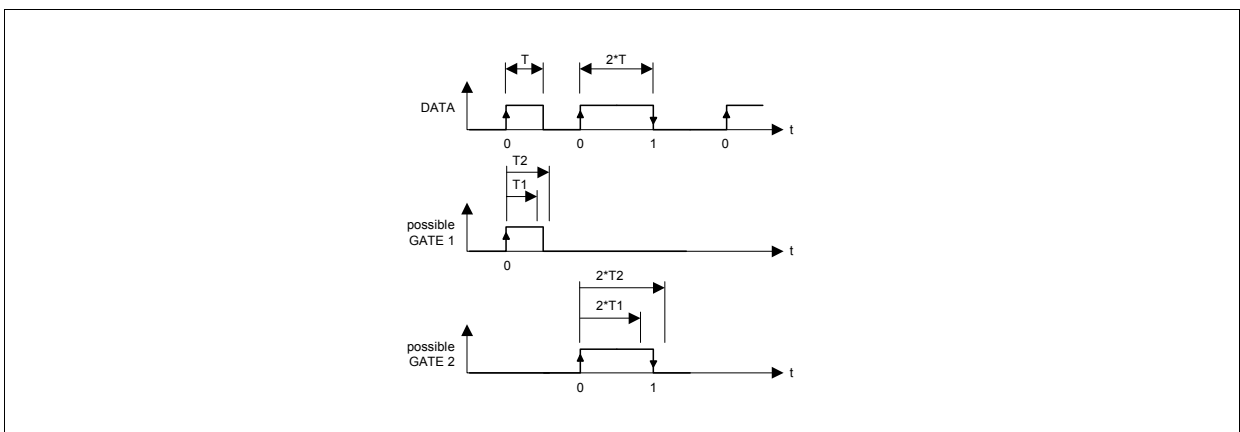 T 2*T
DATA
t
0 0 1 0
T2
T1
possible
GATE 1
t
0
2*T2
2*T1
possible
GATE 2
t
0 1